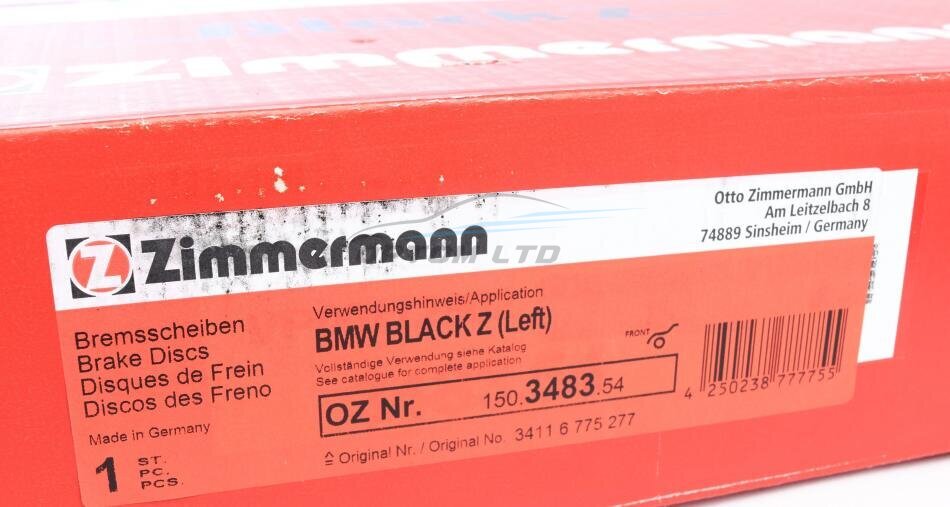 Zimmermann
Z Zimmermann
Otto Zimmermann GmbH
Am Leitzelbach 8
74889 Sinsheim / Germany
OM LTD
Bremsscheiben
Brake Discs
Disques de Frein
Discos des Freno
Made in Germany
1 ST.
PC.
PCS.
Verwendungshinweis/Application
BMW BLACK Z (Left)
Vollständige Verwendung siehe Katalog
See catalogue for complete application
FRONT
OZ Nr. 150.3483.54
≙ Original Nr. / Original No. 3411 6 775 277
4 250238 777755